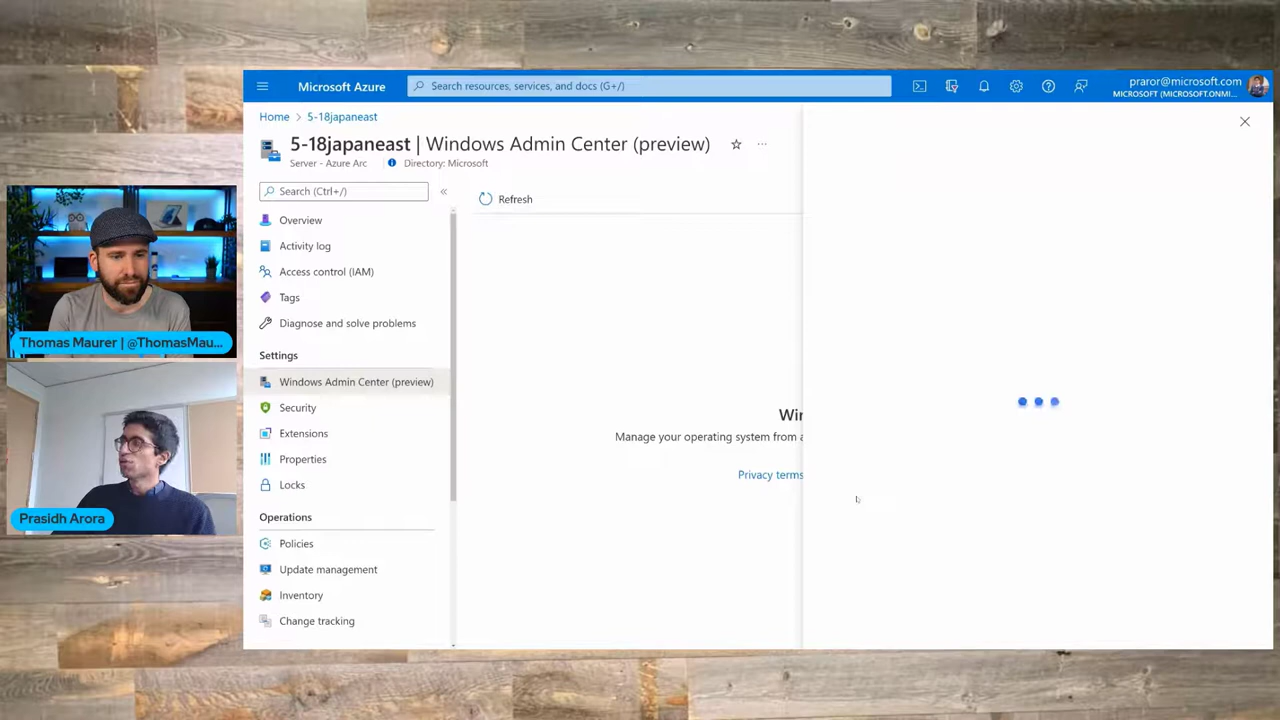 Microsoft Azure
Search resources, services, and docs (G+/)
praror@microsoft.com
MICROSOFT (MICROSOFT.ONMI...
Home > 5-18japaneast
5-18japaneast | Windows Admin Center (preview)
Server - Azure Arc
Directory: Microsoft
Search (Ctrl+/)
Refresh
Overview
Activity log
Access control (IAM)
Tags
Diagnose and solve problems
Settings
Windows Admin Center (preview)
Security
Extensions
Properties
Locks
Operations
Policies
Update management
Inventory
Change tracking
Wir
Manage your operating system from a
Privacy terms
Thomas Maurer | @ThomasMau...
Prasidh Arora